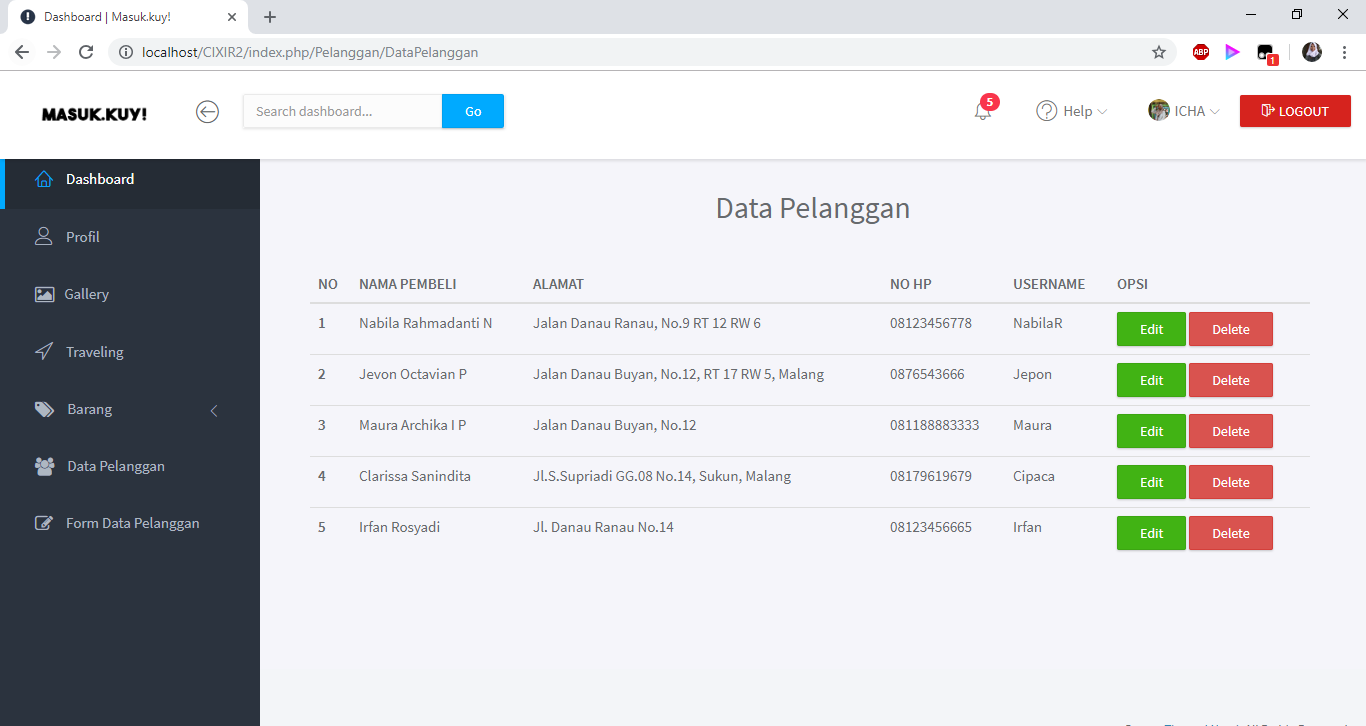 Dashboard | Masuk.kuy!
localhost/CIXIR2/index.php/Pelanggan/DataPelanggan
ABP
1
MASUK.KUY!
Search dashboard...
Go
5
Help
ICHA
LOGOUT
Dashboard
Profil
Gallery
Traveling
Barang
Data Pelanggan
Form Data Pelanggan
Data Pelanggan
NO NAMA PEMBELI ALAMAT NO HP USERNAME OPSI
1 Nabila Rahmadanti N Jalan Danau Ranau, No.9 RT 12 RW 6 08123456778 NabilaR Edit Delete
2 Jevon Octavian P Jalan Danau Buyan, No.12, RT 17 RW 5, Malang 0876543666 Jepon Edit Delete
3 Maura Archika I P Jalan Danau Buyan, No.12 081188883333 Maura Edit Delete
4 Clarissa Sanindita Jl.S.Supriadi GG.08 No.14, Sukun, Malang 08179619679 Cipaca Edit Delete
5 Irfan Rosyadi Jl. Danau Ranau No.14 08123456665 Irfan Edit Delete